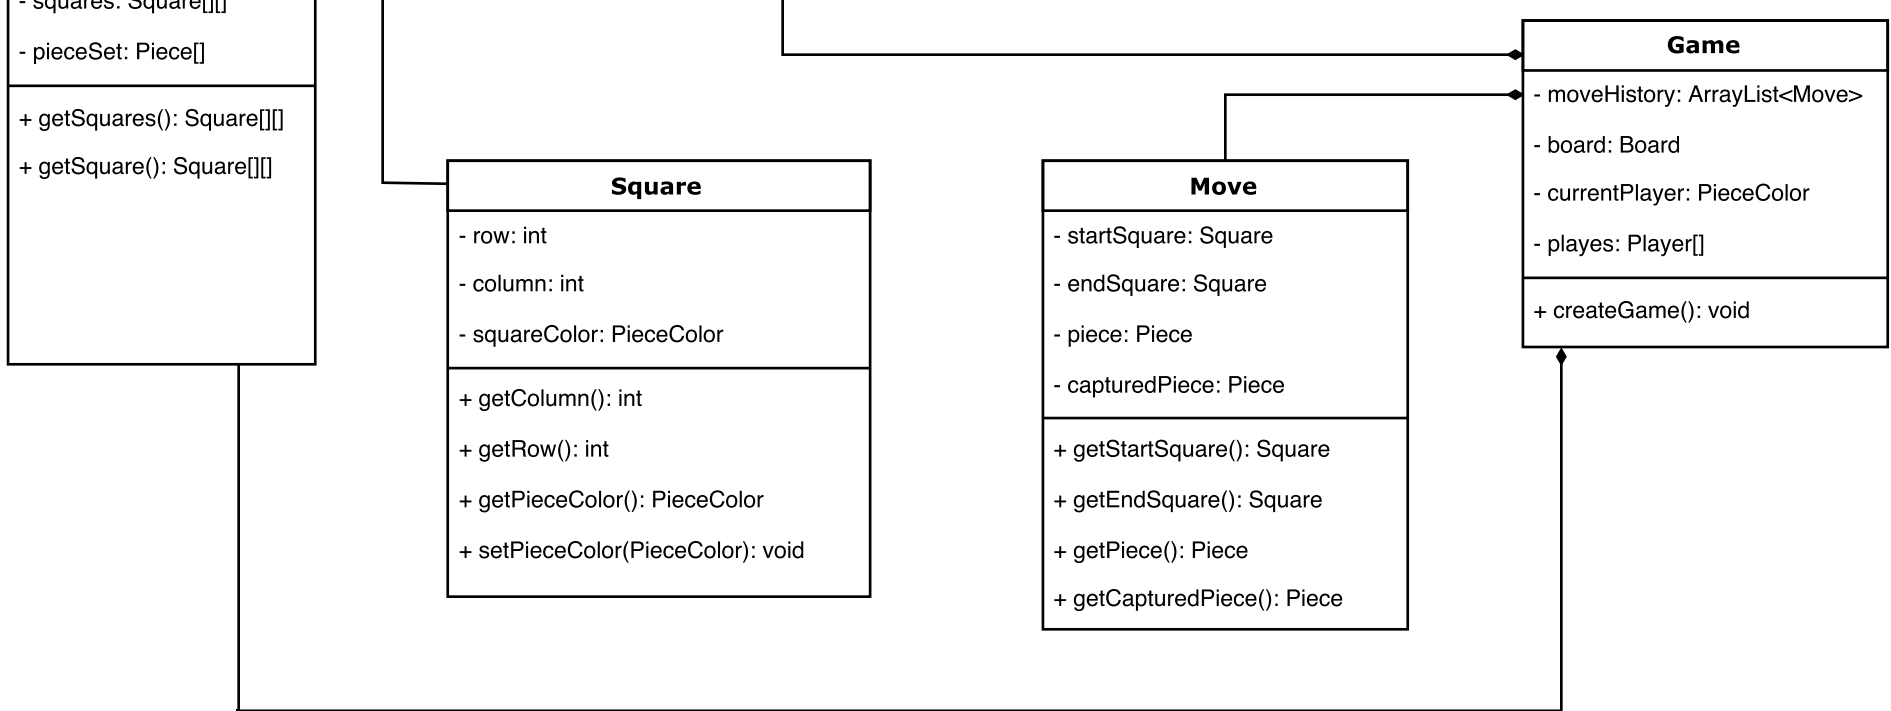 - squares: Square[][]
- pieceSet: Piece[]
+ getSquares(): Square[][]
+ getSquare(): Square[][]
Square
- row: int
- column: int
- squareColor: PieceColor
+ getColumn(): int
+ getRow(): int
+ getPieceColor(): PieceColor
+ setPieceColor(PieceColor): void
Move
- startSquare: Square
- endSquare: Square
- piece: Piece
- capturedPiece: Piece
+ getStartSquare(): Square
+ getEndSquare(): Square
+ getPiece(): Piece
+ getCapturedPiece(): Piece
Game
- moveHistory: ArrayList<Move>
- board: Board
- currentPlayer: PieceColor
- playes: Player[]
+ createGame(): void